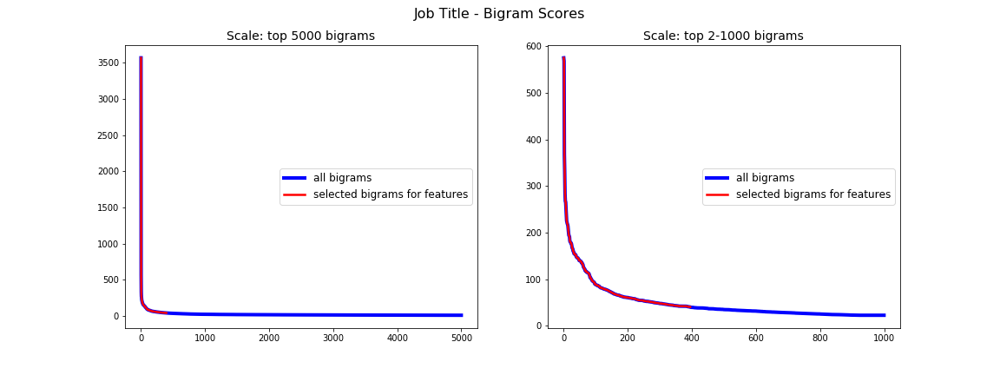 Job Title - Bigram Scores
Scale: top 5000 bigrams
3500
3000
2500
2000
1500
1000
500
0
0 1000 2000 3000 4000 5000
all bigrams
selected bigrams for features
Scale: top 2-1000 bigrams
600
500
400
300
200
100
0
0 200 400 600 800 1000
all bigrams
selected bigrams for features